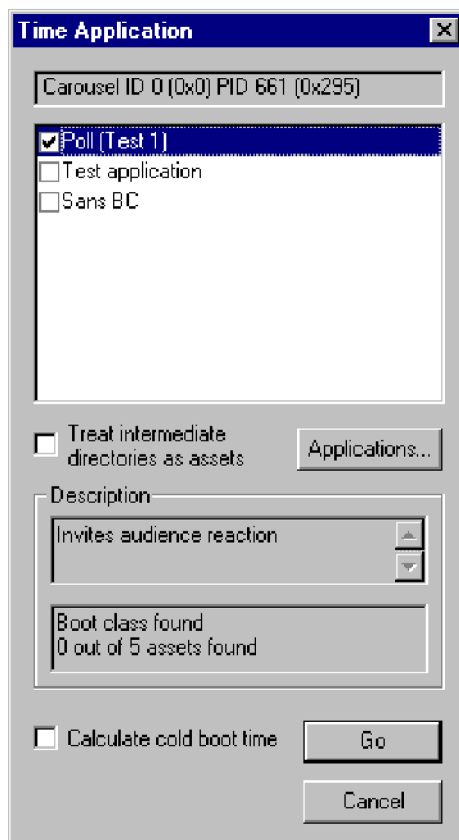 Time Application
Carousel ID 0 (0x0) PID 661 (0x295)
Poll (Test 1)
Test application
Sans BC
Treat intermediate
directories as assets
Applications...
Description
Invites audience reaction
Boot class found
0 out of 5 assets found
Calculate cold boot time
Go
Cancel